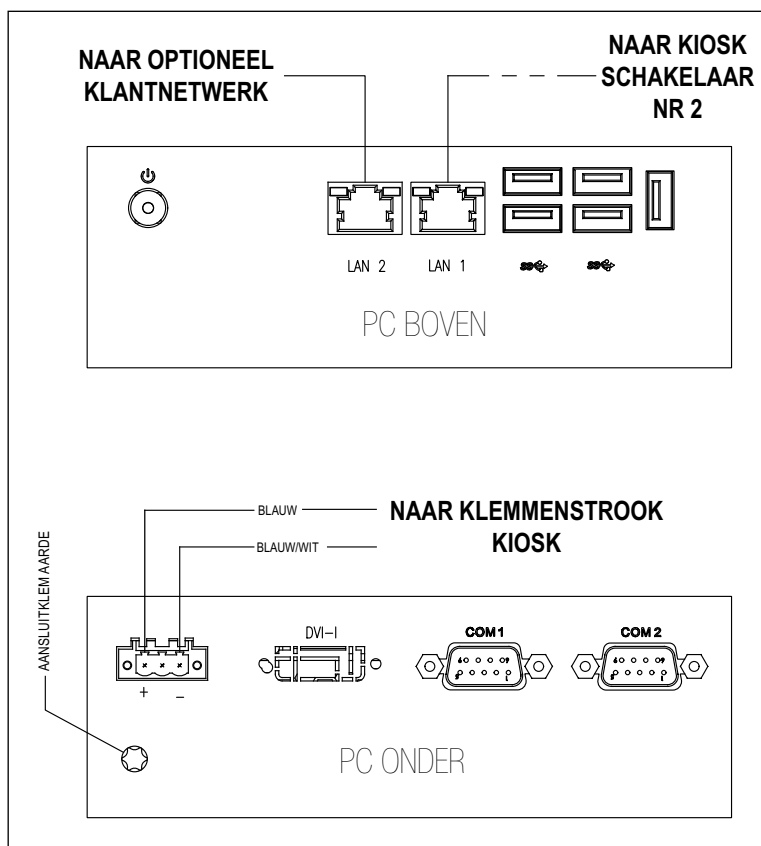 NAAR OPTIONEEL
KLANTNETWERK
NAAR KIOSK
SCHAKELAAR
NR 2
LAN 2
LAN 1
PC BOVEN
BLAUW
BLAUW/WIT
NAAR KLEMMENSTROOK
KIOSK
AANSLUITKLEM AARDE
DVI-I
COM 1
COM 2
+
_
PC ONDER